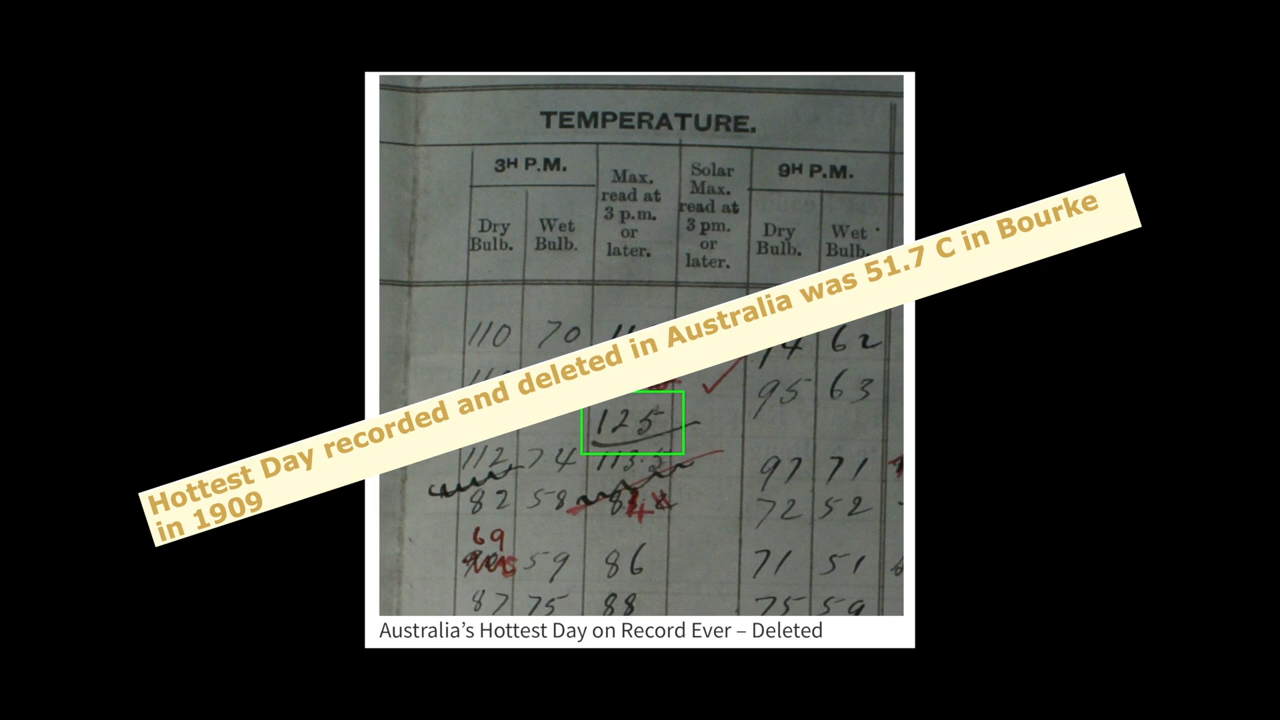 TEMPERATURE.
3H P.M. Max. read at 3 p.m. or later. Solar Max. read at 3 pm. or later. 9H P.M.
Dry Bulb. Wet Bulb. Dry Bulb. Wet Bulb.
110 70 62
95 63
125
112 74 113.5 97 71
82 58 72 52
69
59 86 71 51
87 75 88 75 59
Hottest Day recorded and deleted in Australia was 51.7 C in Bourke
in 1909
Australia's Hottest Day on Record Ever – Deleted